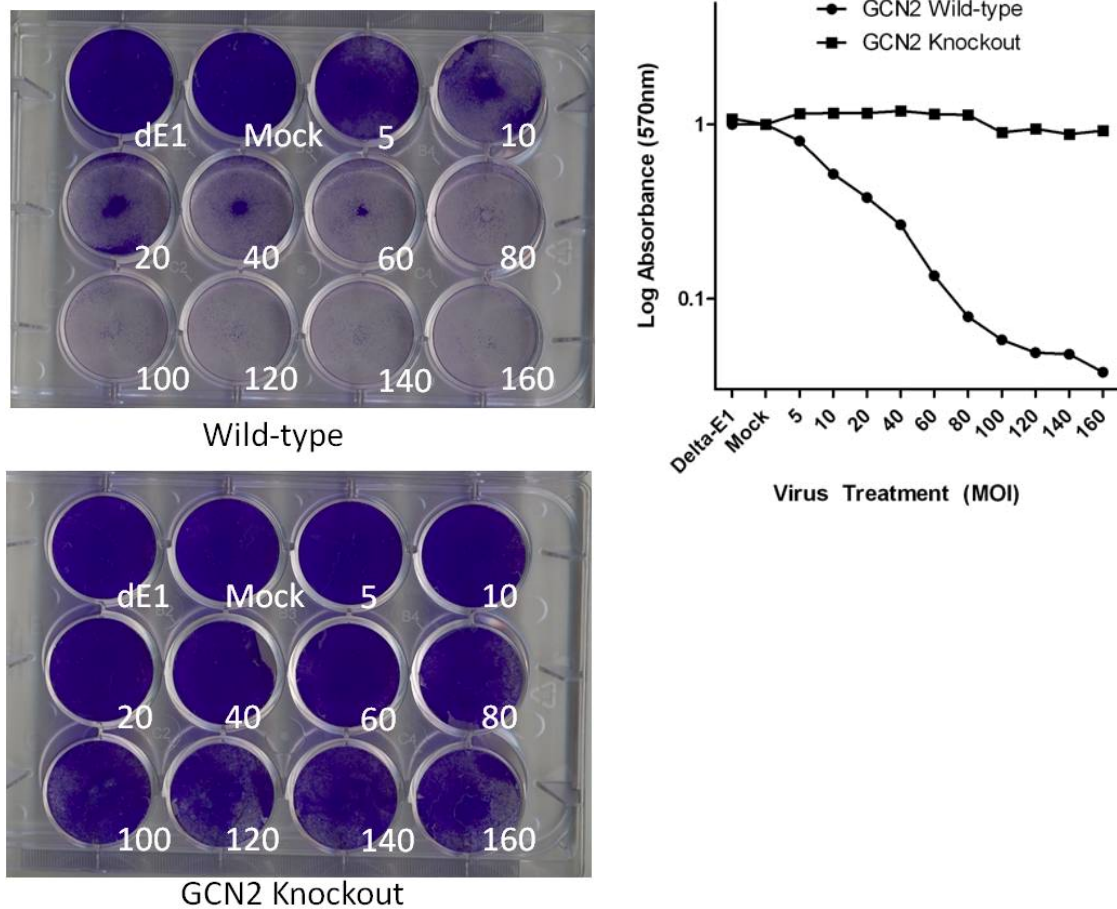 dE1 Mock 5 10
20 40 60 80
100 120 140 160
Wild-type
dE1 Mock 5 10
20 40 60 80
100 120 140 160
GCN2 Knockout
GCN2 Wild-type
GCN2 Knockout
1
0.1
Log Absorbance (570nm)
Delta-E1 Mock 5 10 20 40 60 80 100 120 140 160
Virus Treatment (MOI)